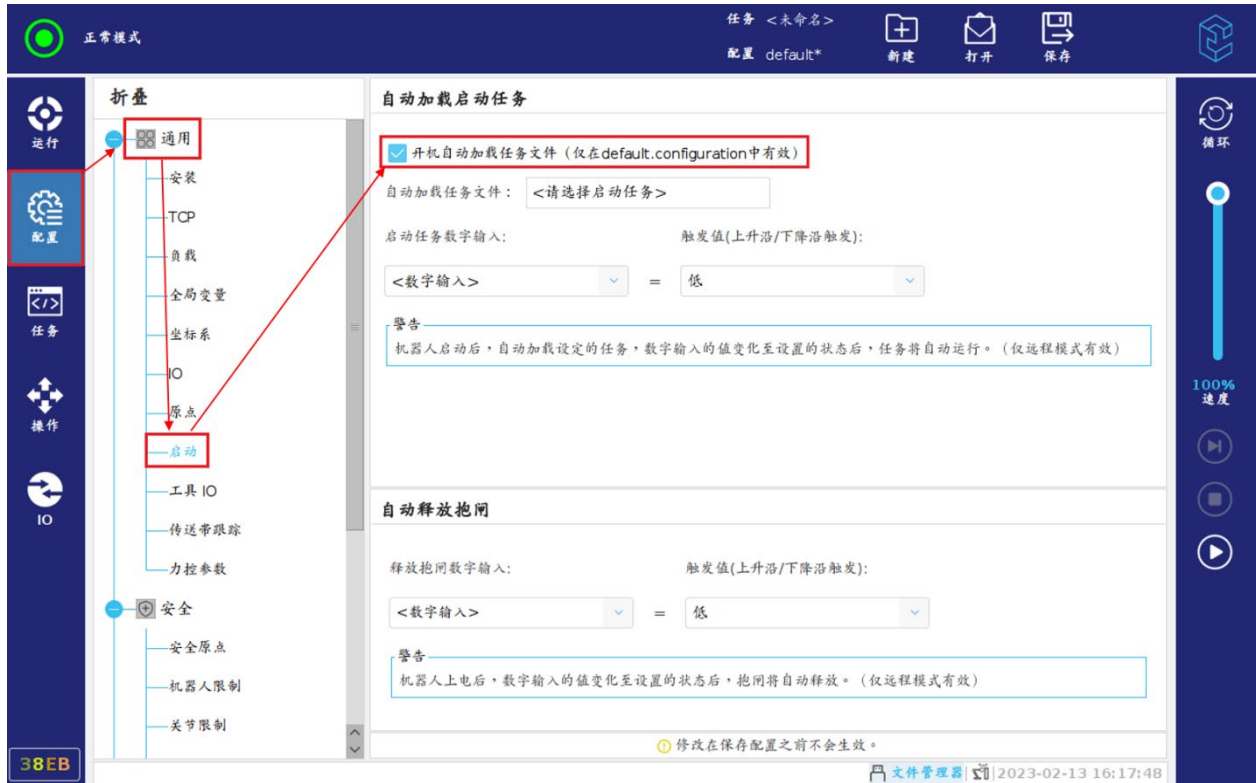 正常模式
任务 <未命名>
配置 default*
新建
打开
保存
运行
配置
任务
操作
IO
38EB
折叠
通用
安装
TCP
负载
全局变量
坐标系
IO
原点
启动
工具 IO
传送带跟踪
力控参数
安全
安全原点
机器人限制
关节限制
自动加载启动任务
开机自动加载任务文件（仅在default.configuration中有效）
自动加载任务文件： <请选择启动任务>
启动任务数字输入: 触发值(上升沿/下降沿触发):
<数字输入> = 低
警告
机器人启动后，自动加载设定的任务，数字输入的值变化至设置的状态后，任务将自动运行。（仅远程模式有效）
自动释放抱闸
释放抱闸数字输入: 触发值(上升沿/下降沿触发):
<数字输入> = 低
警告
机器人上电后，数字输入的值变化至设置的状态后，抱闸将自动释放。（仅远程模式有效）
修改在保存配置之前不会生效。
文件管理器 2023-02-13 16:17:48
循环
100%
速度